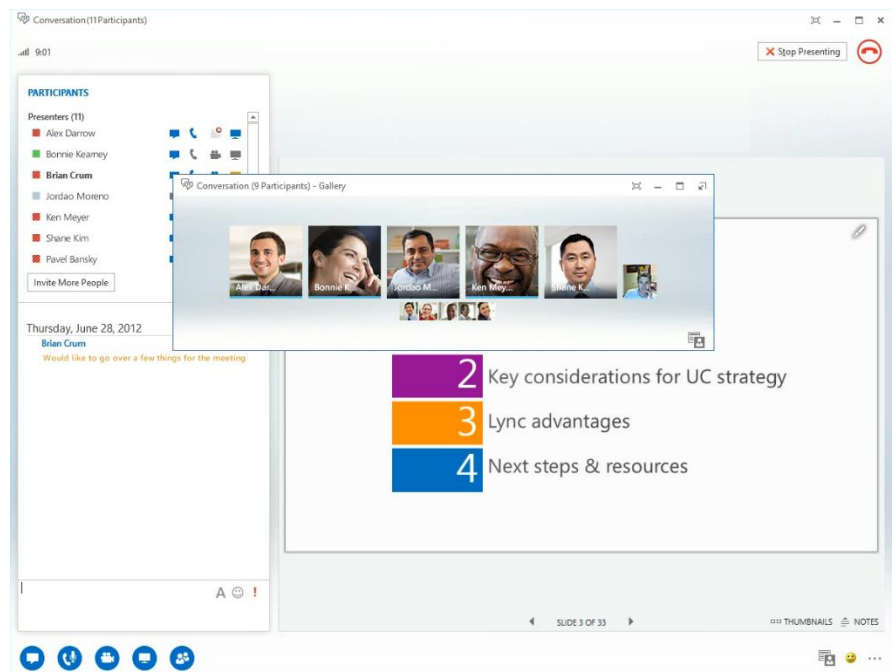 Conversation (11 Participants)
9:01
Stop Presenting
PARTICIPANTS
Presenters (11)
Alex Darrow
Bonnie Kearney
Brian Crum
Jordao Moreno
Ken Meyer
Shane Kim
Pavel Bansky
Invite More People
Thursday, June 28, 2012
Brian Crum
Would like to go over a few things for the meeting
A
Conversation (9 Participants) - Gallery
Alex Dar...
Bonnie K...
Jordao M...
Ken Mey...
Shane K...
2 Key considerations for UC strategy
3 Lync advantages
4 Next steps & resources
SLIDE 3 OF 33
THUMBNAILS
NOTES